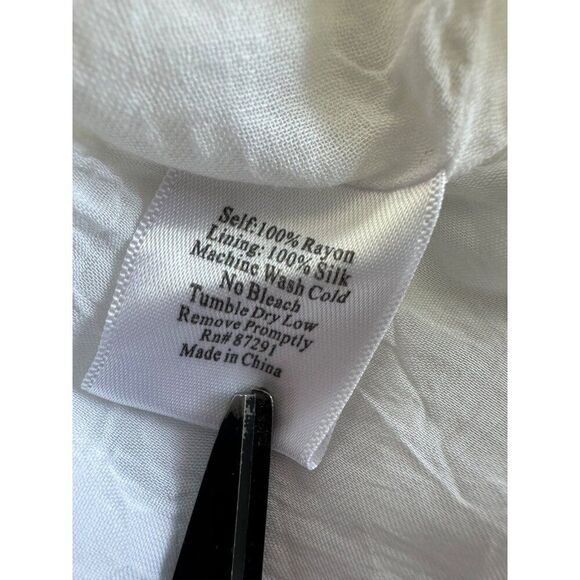 Self:100% Rayon
Lining: 100% Silk
Machine Wash Cold
No Bleach
Tumble Dry Low
Remove Promptly
Rn# 87291
Made in China